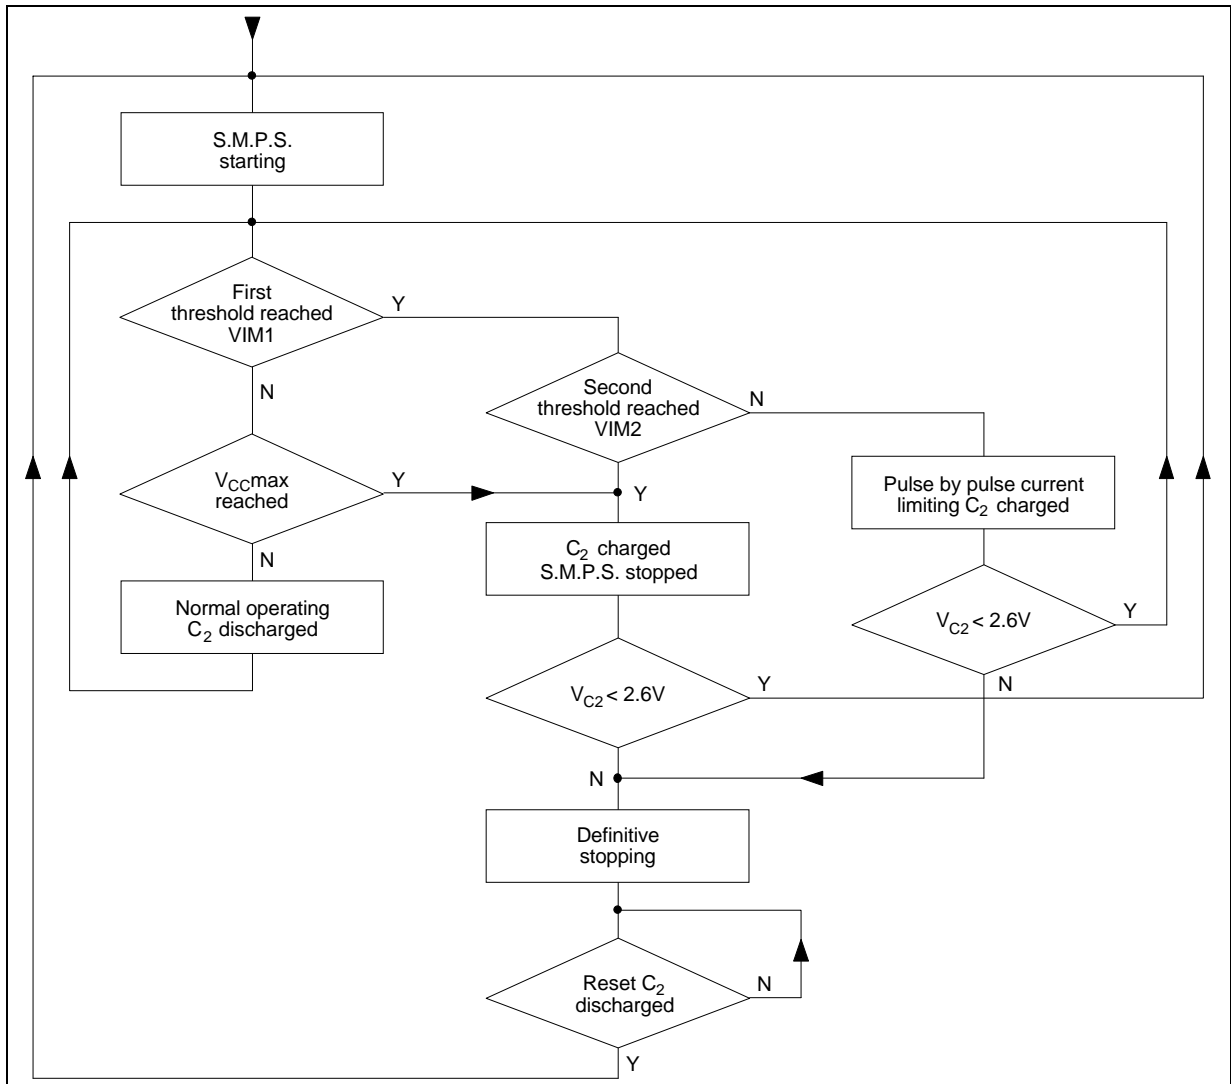 S.M.P.S.
starting
First
threshold reached
VIM1
Y
N
Second
threshold reached
VIM2
N
Y
VCCmax
reached
Y
N
Pulse by pulse current
limiting C2 charged
C2 charged
S.M.P.S. stopped
Normal operating
C2 discharged
VC2 < 2.6V
Y
N
VC2 < 2.6V
Y
N
Definitive
stopping
Reset C2
discharged
N
Y